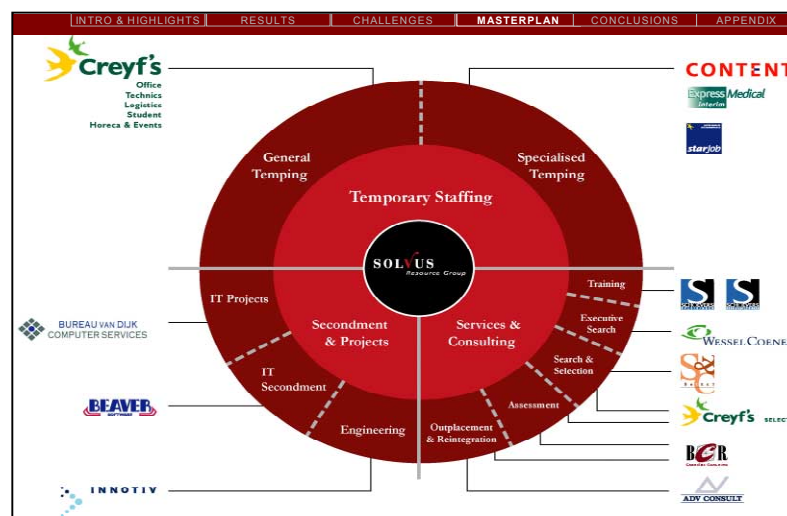 INTRO & HIGHLIGHTS
RESULTS
CHALLENGES
MASTERPLAN
CONCLUSIONS
APPENDIX
Creyf's
Office
Technics
Logistics
Student
Horeca & Events
CONTENT
Express Medical
Interim
starjob
General
Temping
Specialised
Temping
Temporary Staffing
SOLVUS
Resource Group
IT Projects
Secondment
& Projects
IT
Secondment
Engineering
Services &
Consulting
Training
Executive
Search
Search &
Selection
Assessment
Outplacement
& Reintegration
BUREAU VAN DIJK
COMPUTER SERVICES
BEAVER
INNOTIV
S
S
WESSEL COENE
S&C
Creyf's SELECT
ADV CONSULT